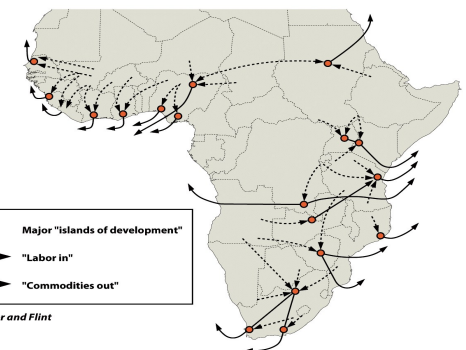 Major "islands of development"
"Labor in"
"Commodities out"
r and Flint